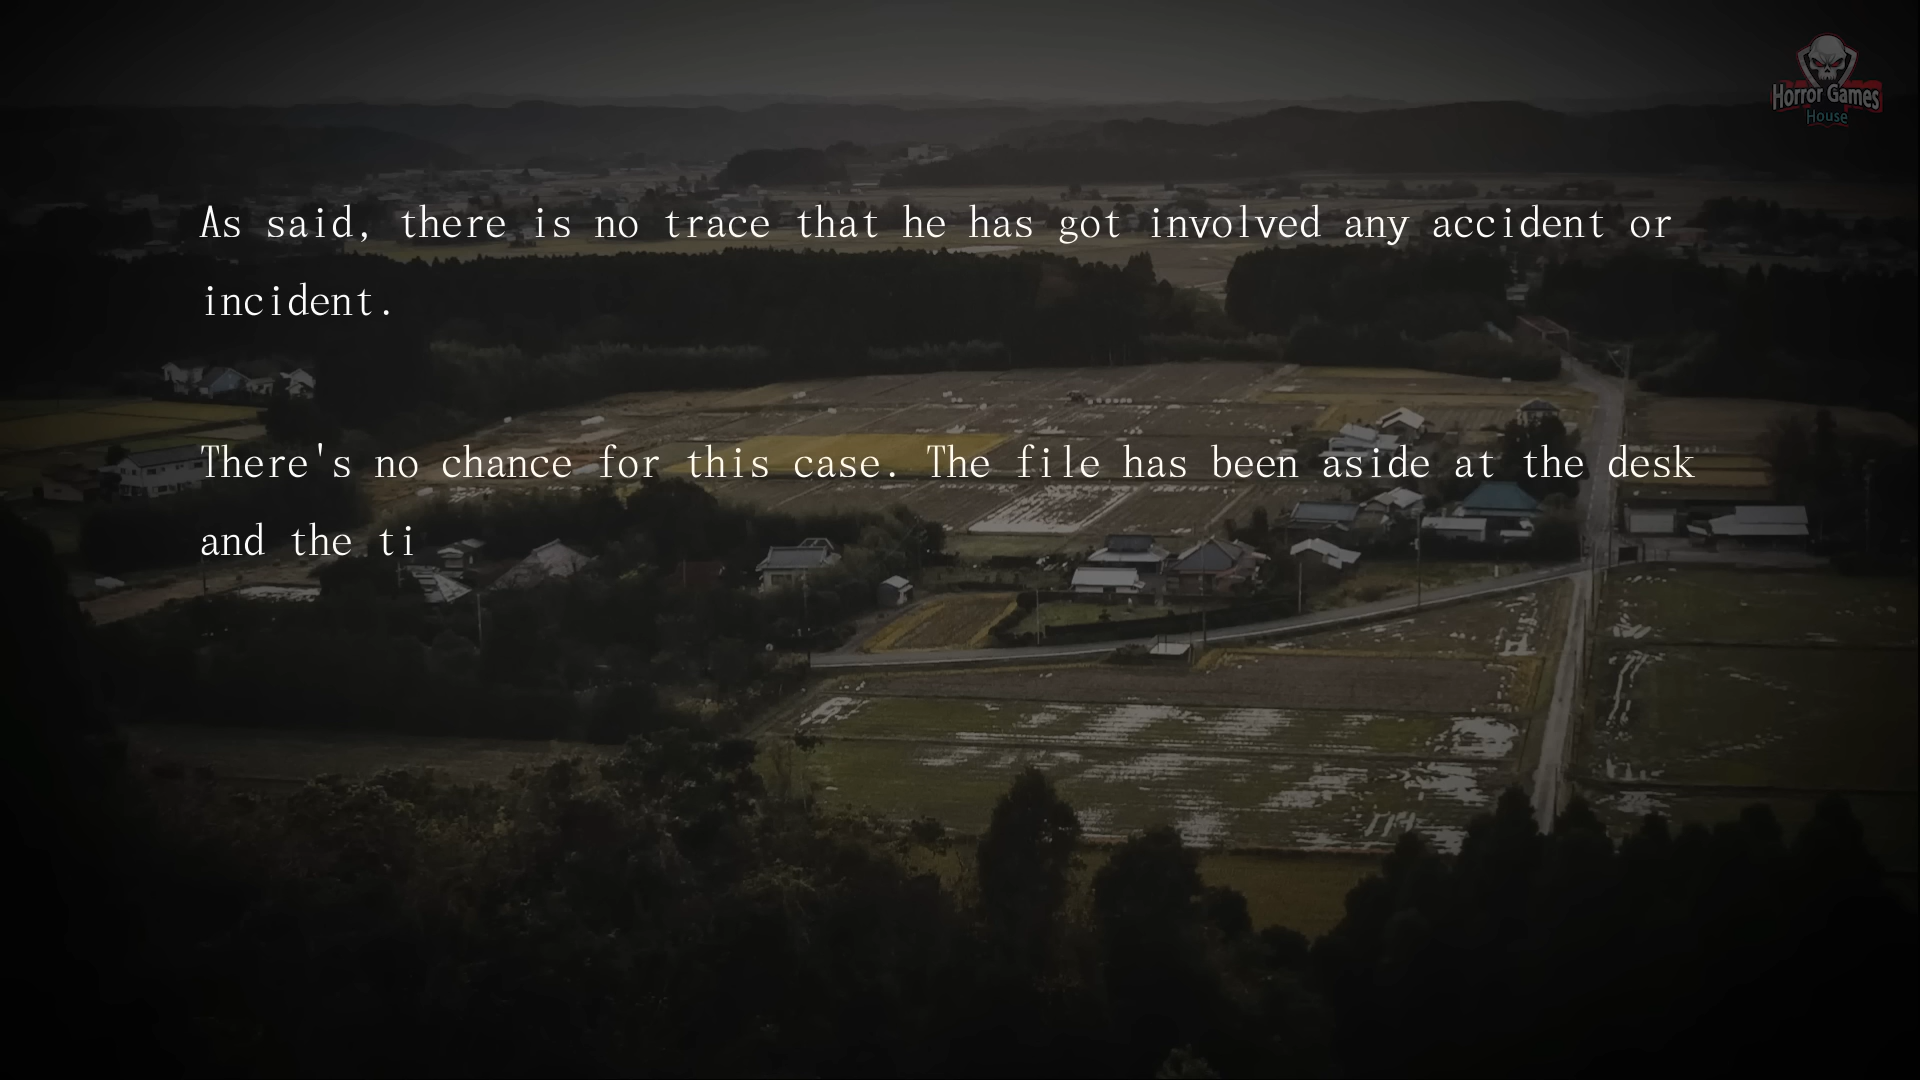 Horror Games
House
As said, there is no trace that he has got involved any accident or
incident.
There's no chance for this case. The file has been aside at the desk
and the ti